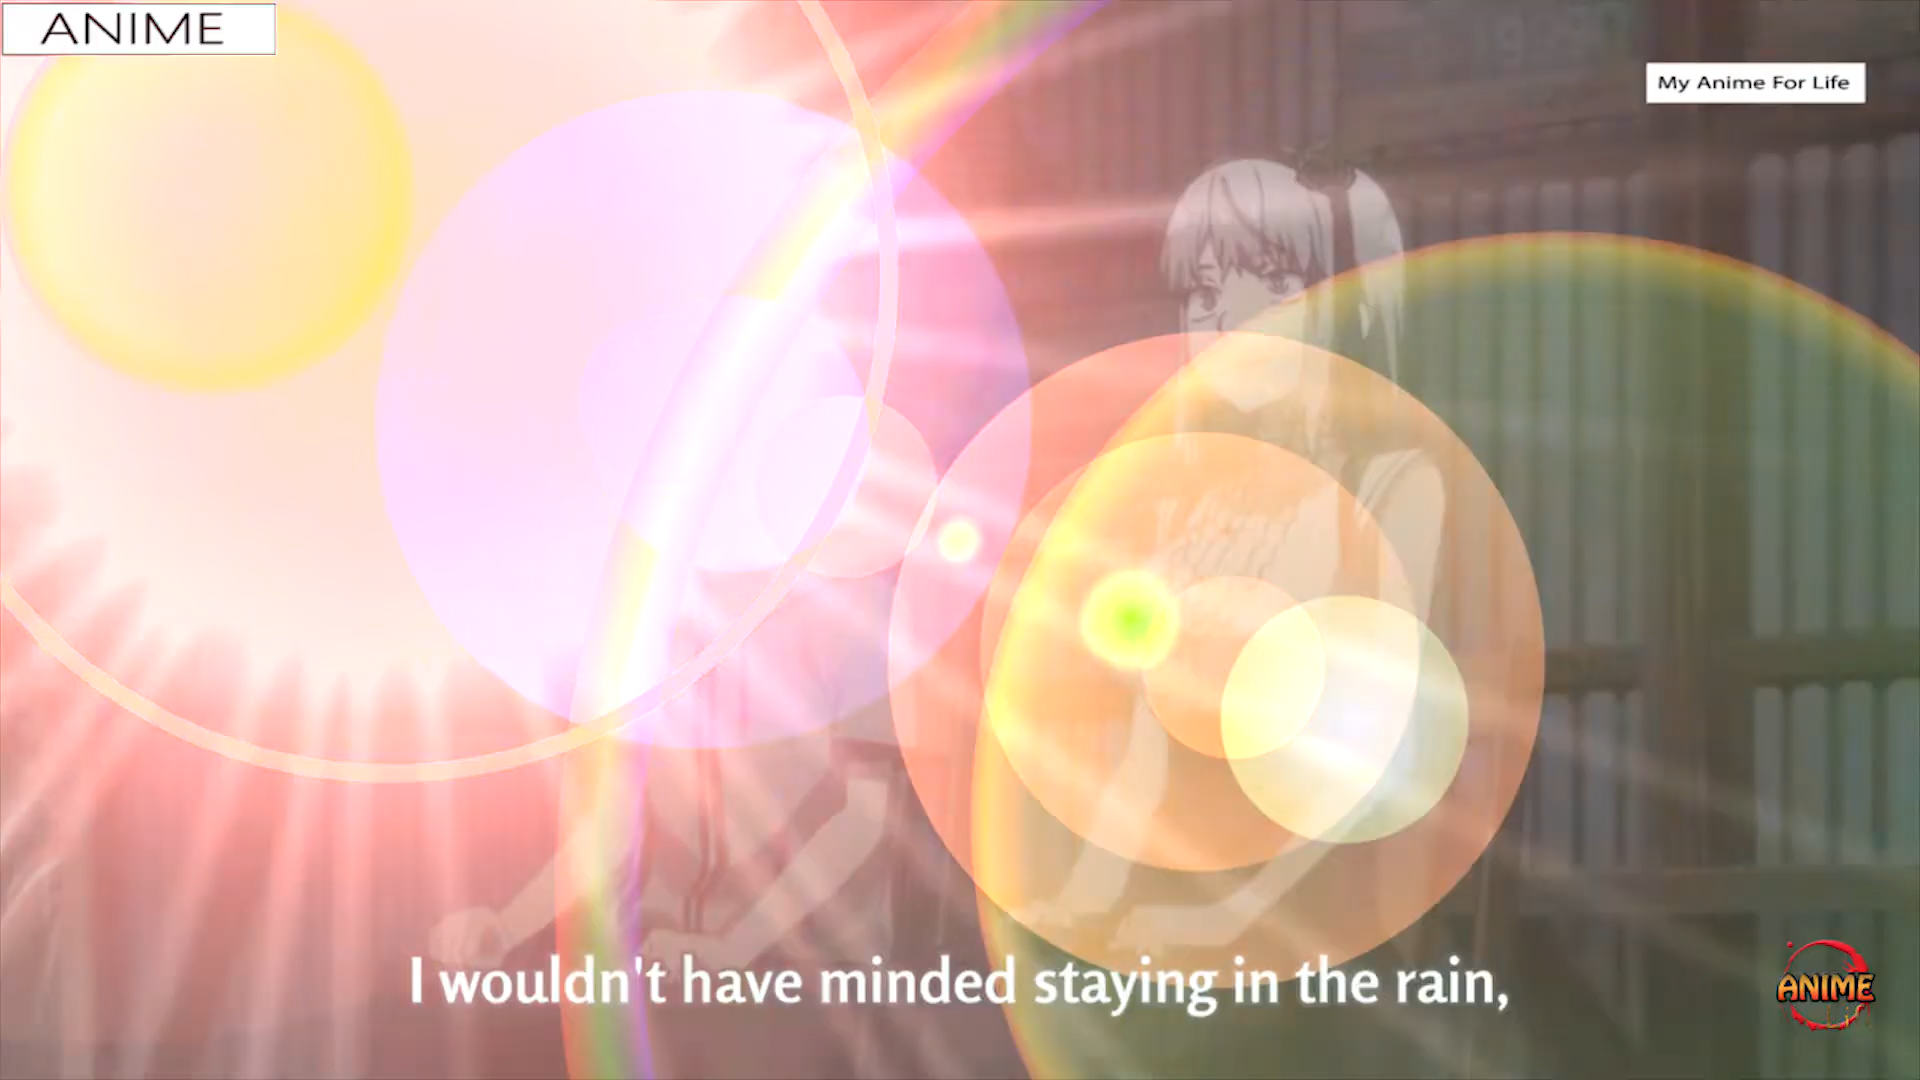 ANIME
My Anime For Life
I wouldn't have minded staying in the rain,
ANIME